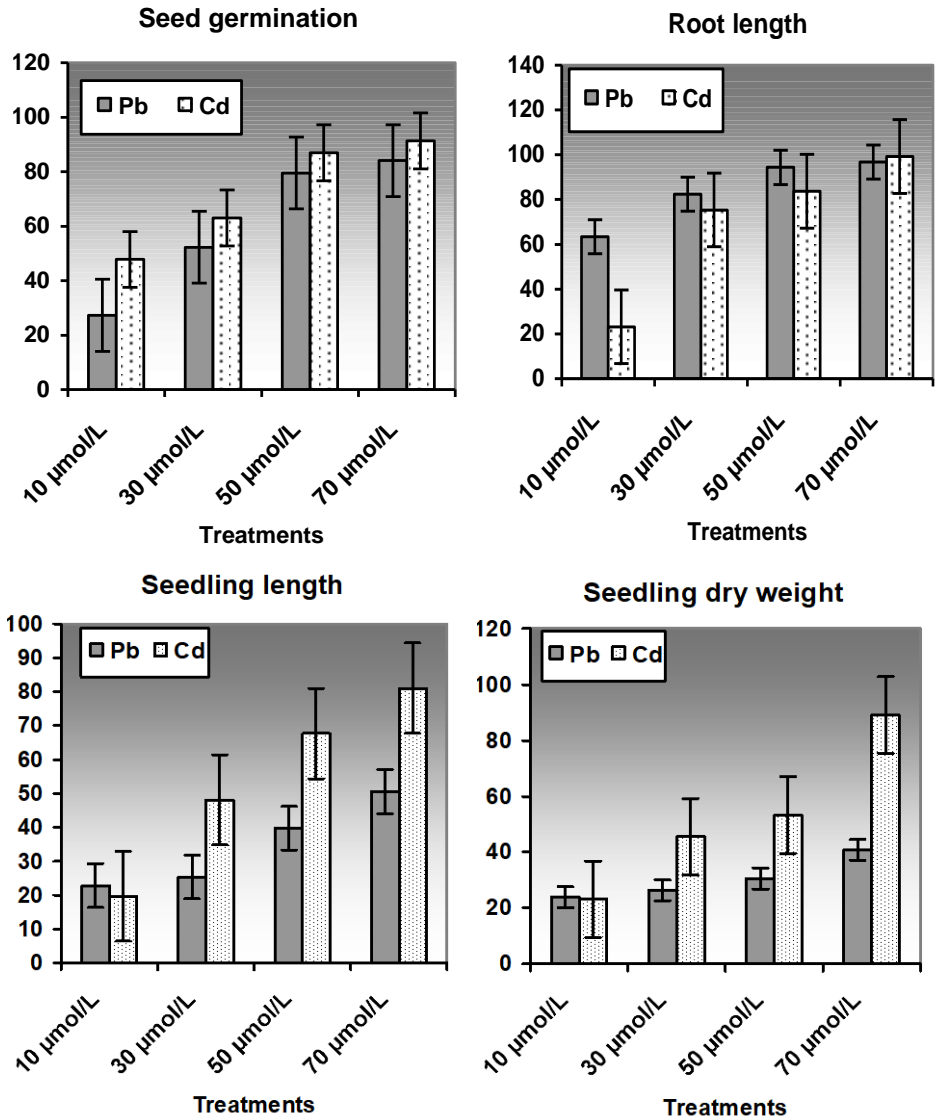 Seed germination
120
100
80
60
40
20
0
Pb Cd
10 µmol/L
30 µmol/L
50 µmol/L
70 µmol/L
Treatments
Root length
140
120
100
80
60
40
20
0
Pb Cd
10 µmol/L
30 µmol/L
50 µmol/L
70 µmol/L
Treatments
Seedling length
100
90
80
70
60
50
40
30
20
10
0
Pb Cd
10 µmol/L
30 µmol/L
50 µmol/L
70 µmol/L
Treatments
Seedling dry weight
120
100
80
60
40
20
0
Pb Cd
10 µmol/L
30 µmol/L
50 µmol/L
70 µmol/L
Treatments